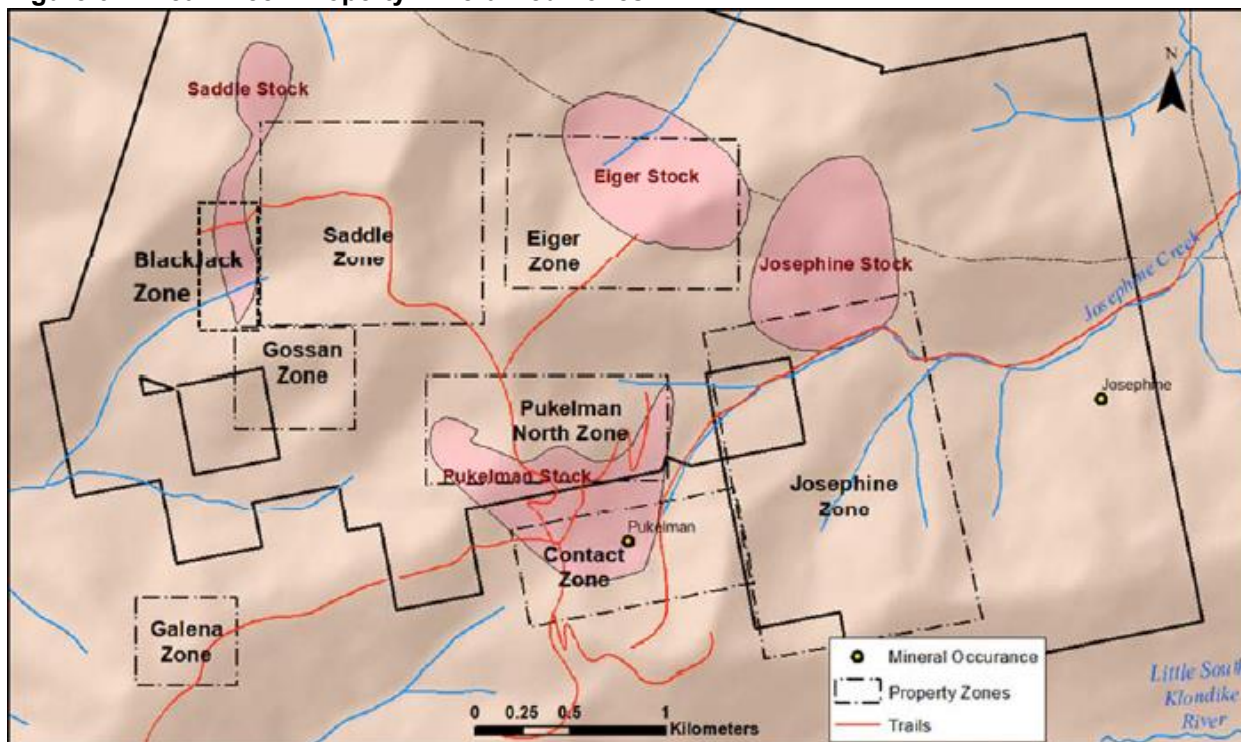 N
Saddle Stock
Eiger Stock
Saddle
Zone
Eiger
Zone
BlackJack
Zone
Josephine Stock
Josephine Creek
Gossan
Zone
Josephine
Pukelman
North Zone
Pukelman Stock
Josephine
Zone
Pukelman
Contact
Zone
Galena
Zone
Mineral Occurance
Property Zones
Trails
0 0.25 0.5 1
Kilometers
Little South
Klondike
River